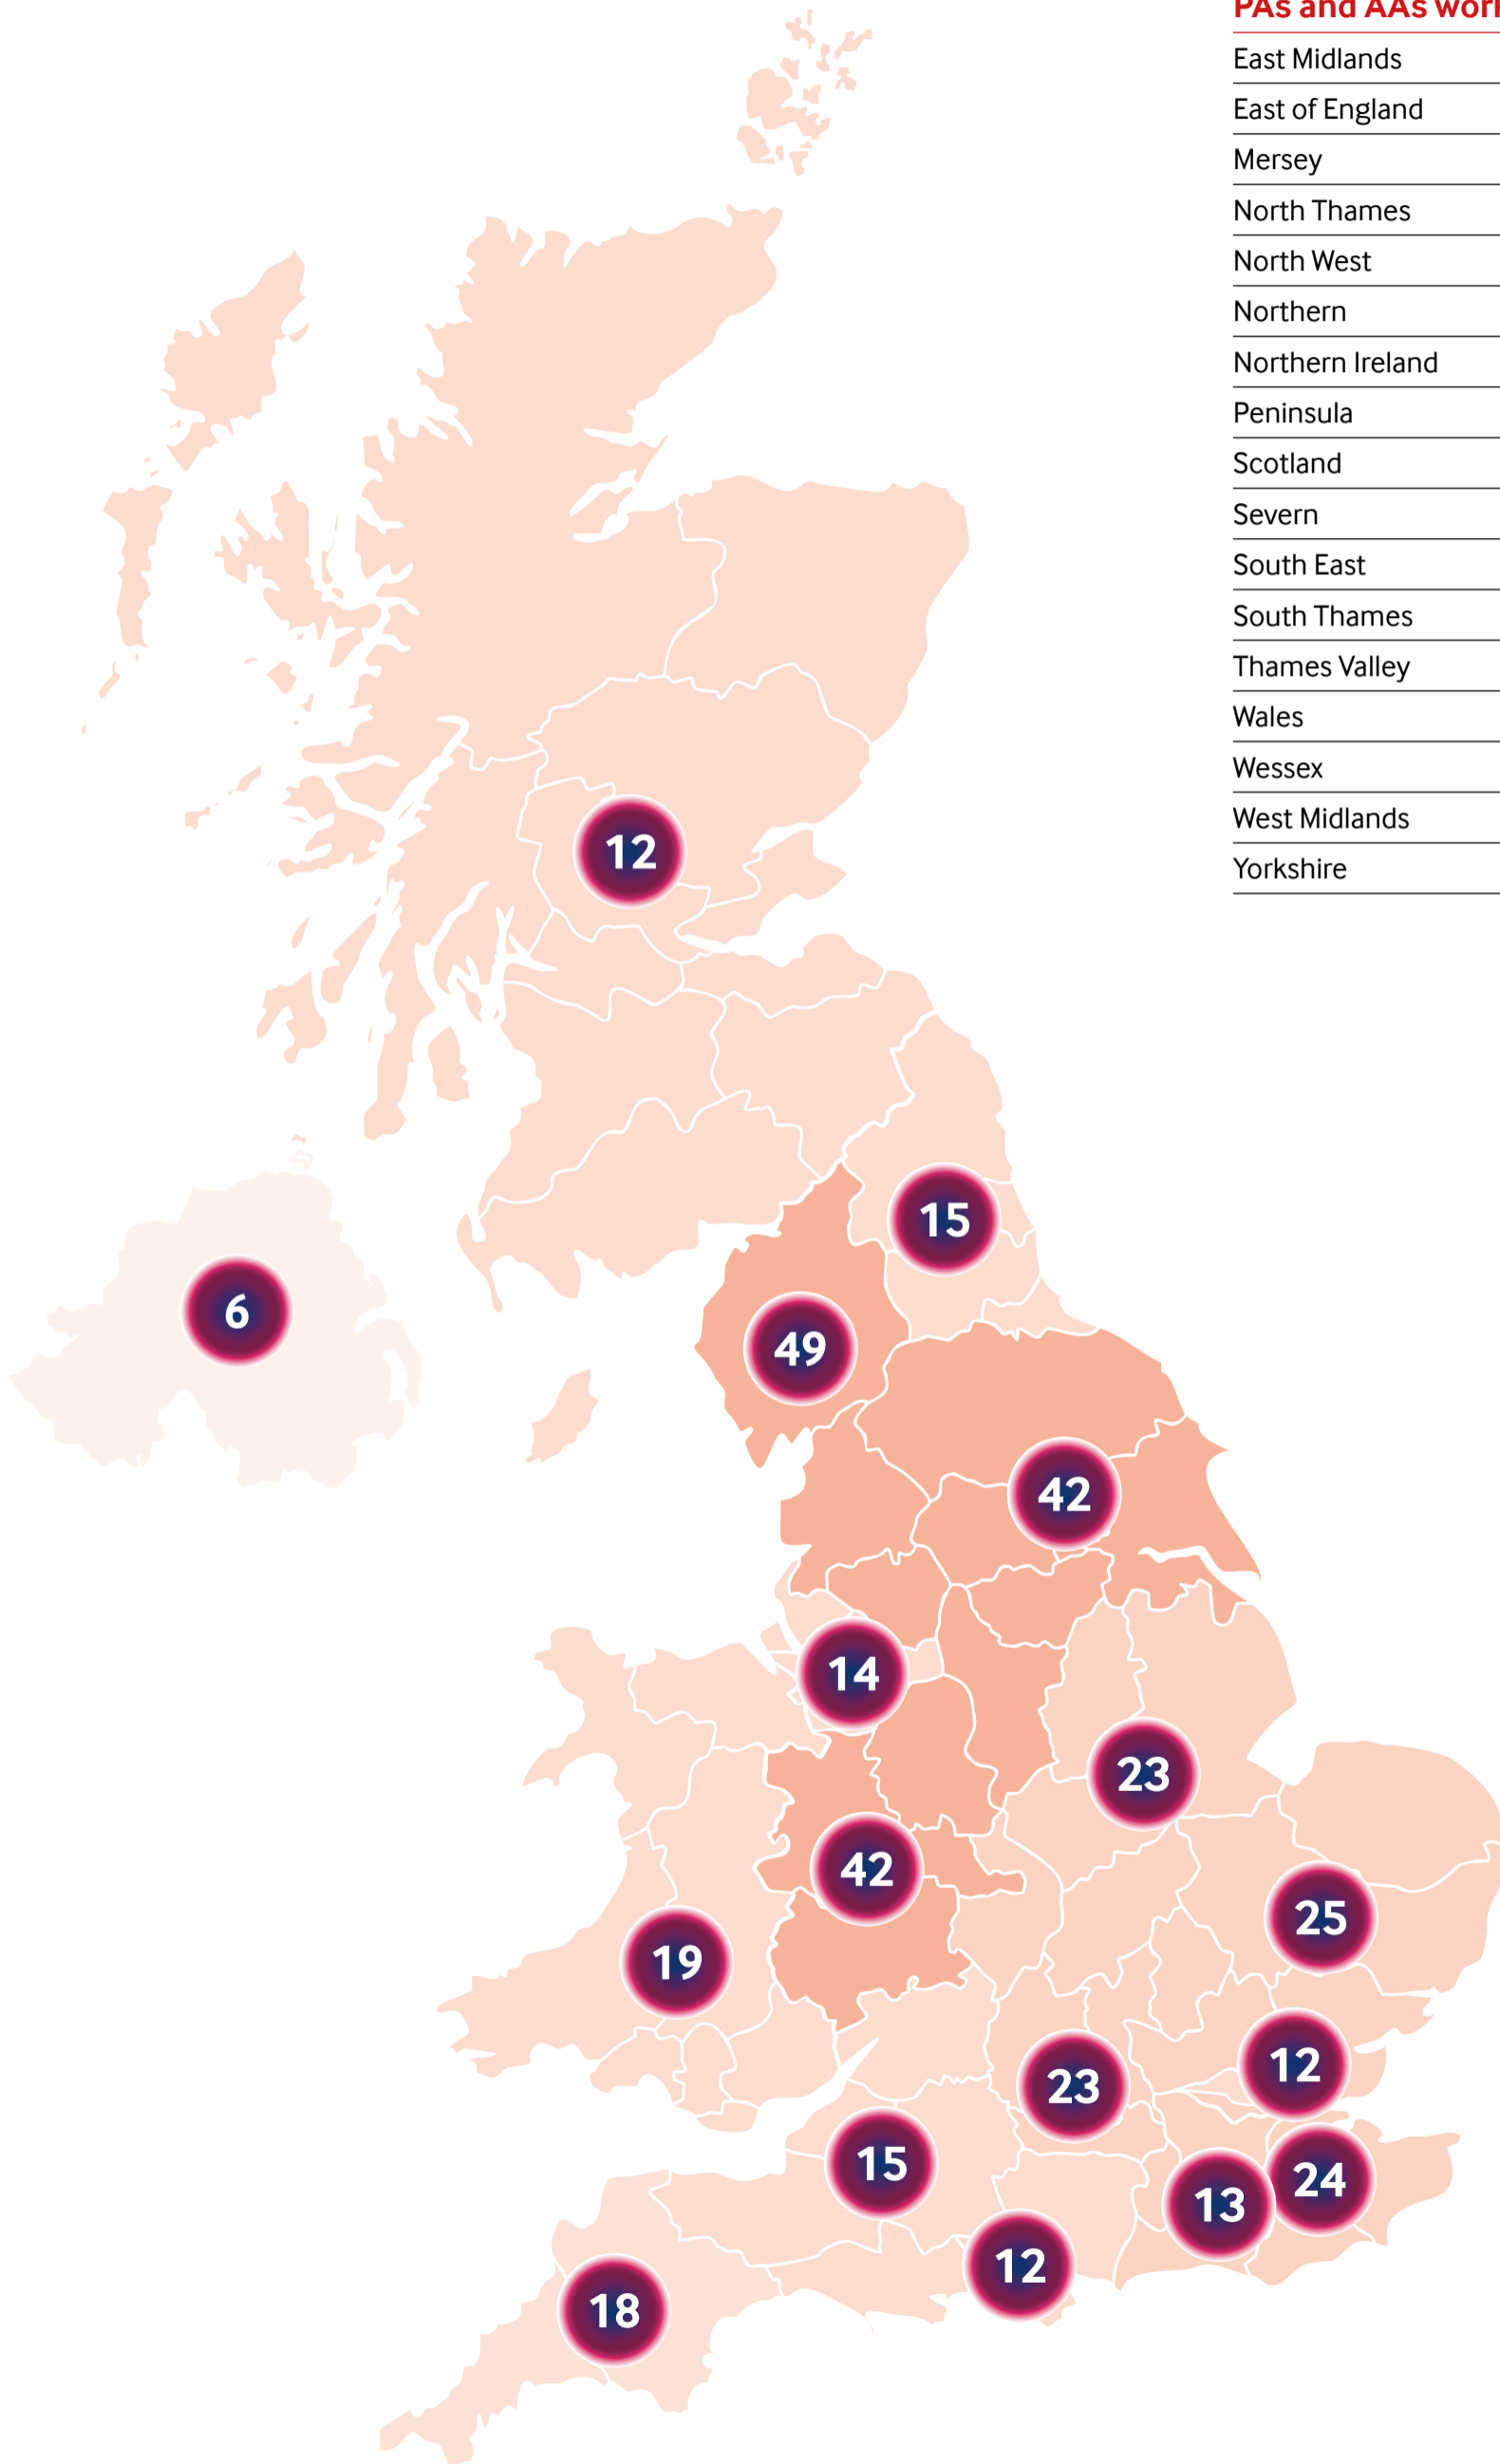 PAs and AAs work
East Midlands
East of England
Mersey
North Thames
North West
Northern
Northern Ireland
Peninsula
Scotland
Severn
South East
South Thames
Thames Valley
Wales
Wessex
West Midlands
Yorkshire
12
15
6
49
42
14
23
42
25
19
12
23
15
24
13
12
18